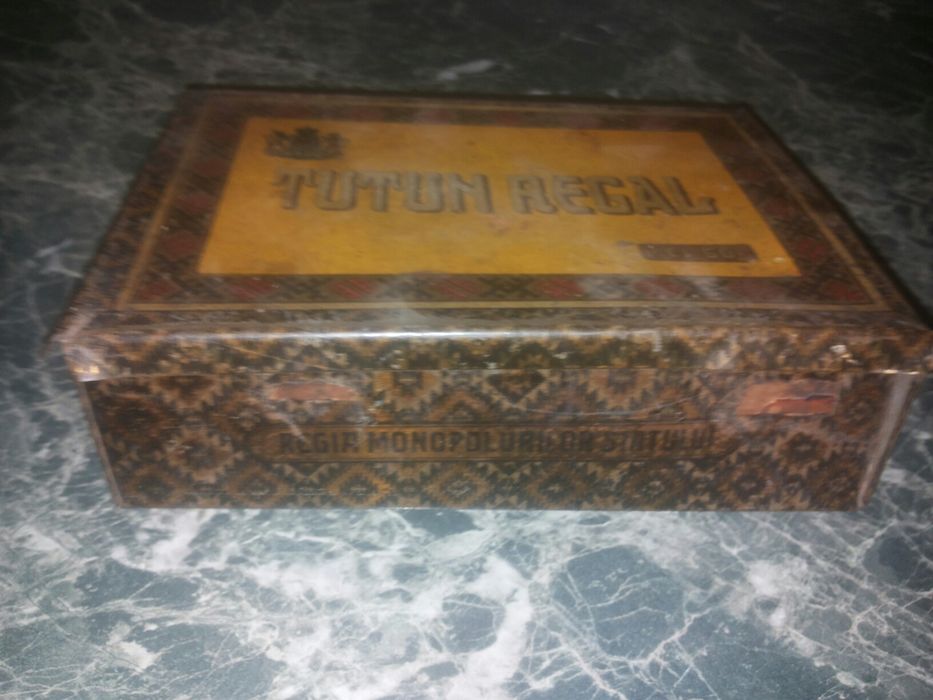 TUTUN REGAL
REGIA MONOPOLURILOR STATULUI